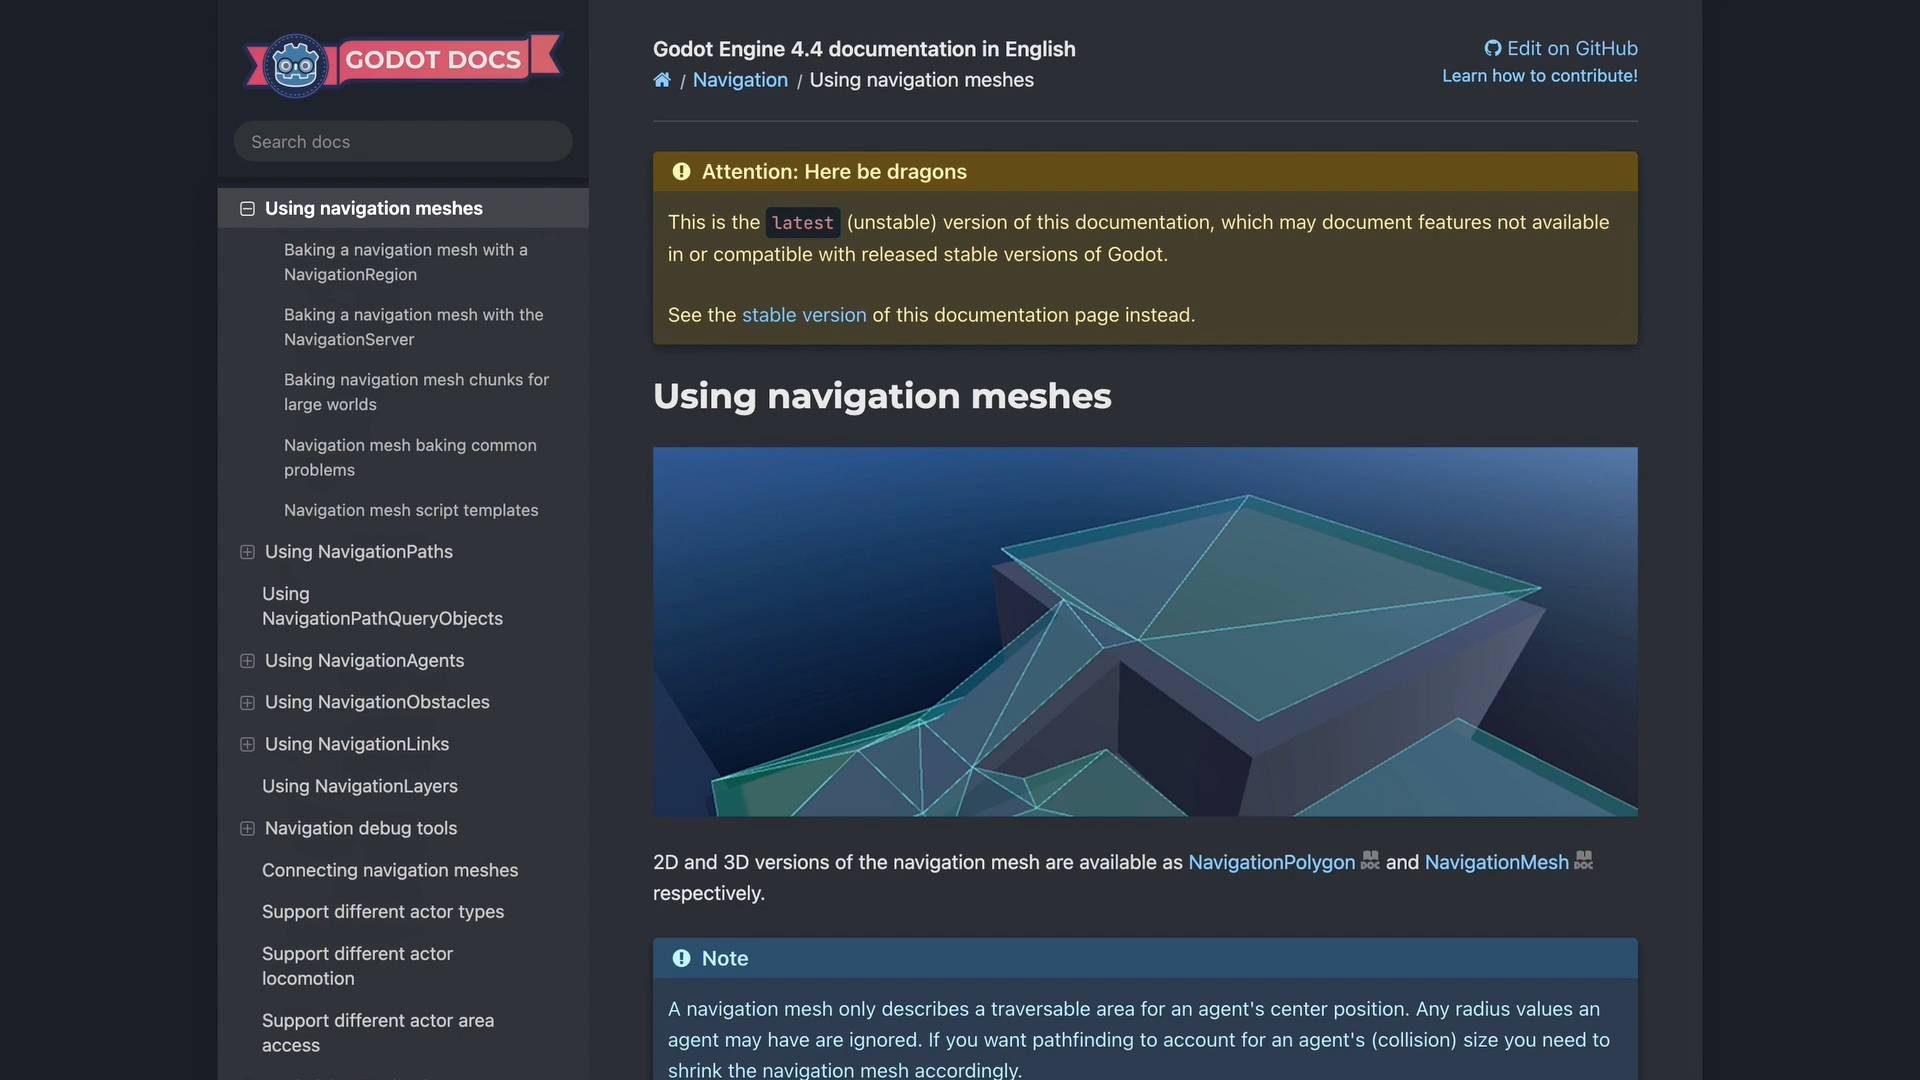 GODOT DOCS
Search docs
Using navigation meshes
Baking a navigation mesh with a
NavigationRegion
Baking a navigation mesh with the
NavigationServer
Baking navigation mesh chunks for
large worlds
Navigation mesh baking common
problems
Navigation mesh script templates
Using NavigationPaths
Using
NavigationPathQueryObjects
Using NavigationAgents
Using NavigationObstacles
Using NavigationLinks
Using NavigationLayers
Navigation debug tools
Connecting navigation meshes
Support different actor types
Support different actor
locomotion
Support different actor area
access
Godot Engine 4.4 documentation in English
/ Navigation / Using navigation meshes
Edit on GitHub
Learn how to contribute!
Attention: Here be dragons
This is the latest (unstable) version of this documentation, which may document features not available
in or compatible with released stable versions of Godot.
See the stable version of this documentation page instead.
Using navigation meshes
2D and 3D versions of the navigation mesh are available as NavigationPolygon DOC and NavigationMesh DOC
respectively.
Note
A navigation mesh only describes a traversable area for an agent's center position. Any radius values an
agent may have are ignored. If you want pathfinding to account for an agent's (collision) size you need to
shrink the navigation mesh accordingly.